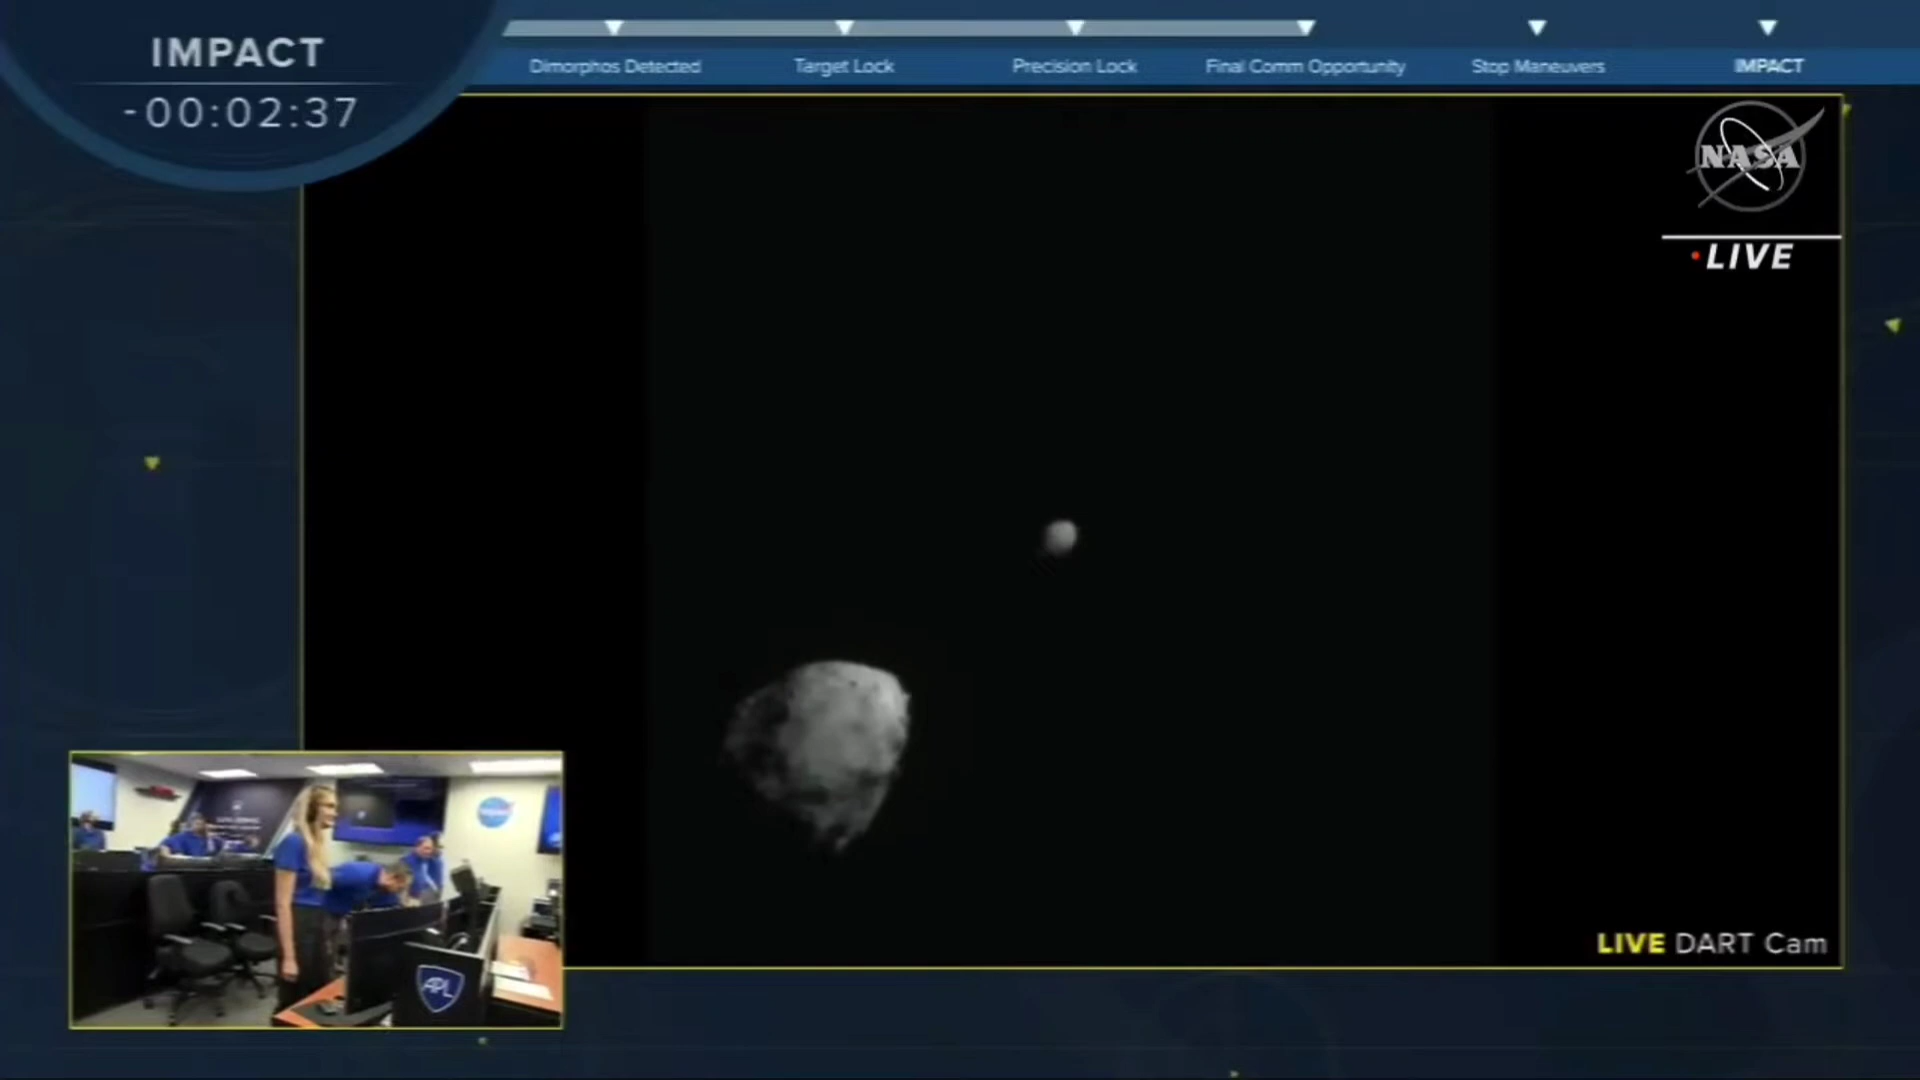 IMPACT
-00:02:37
Dimorphos Detected
Target Lock
Precision Lock
Final Comm Opportunity
Stop Maneuvers
IMPACT
NASA
LIVE
LIVE DART Cam
APL